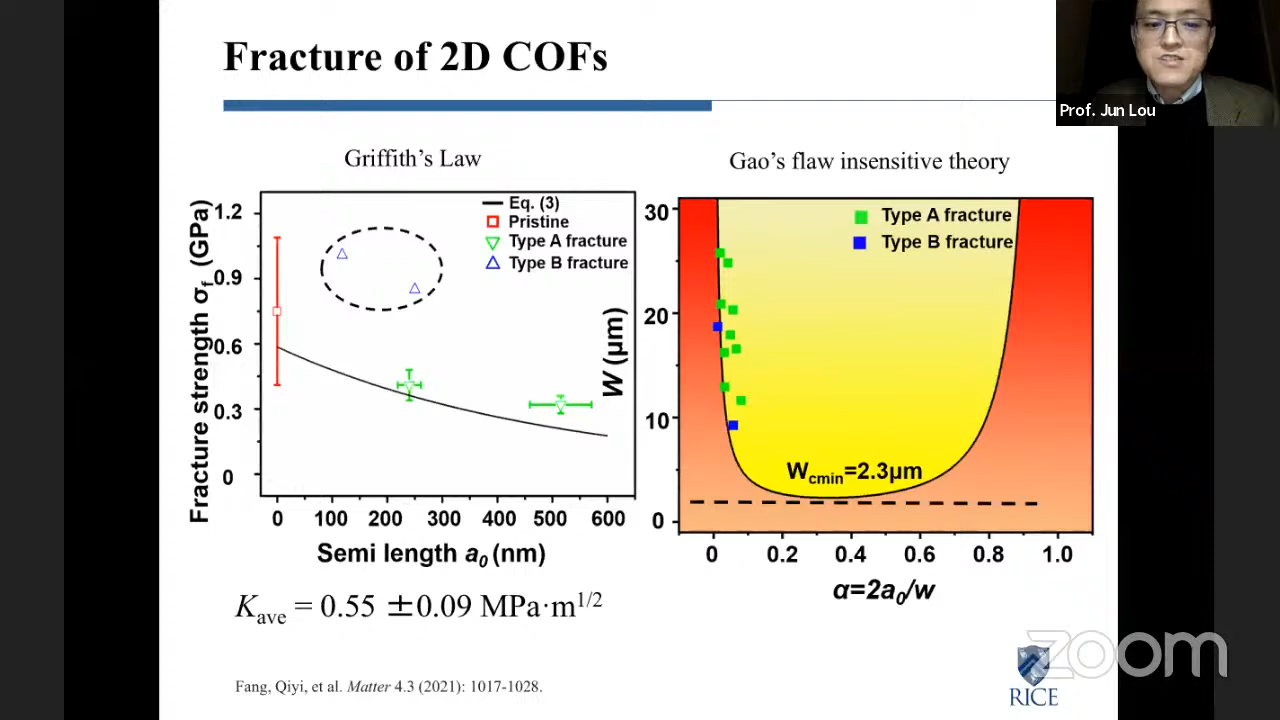 Fracture of 2D COFs
Prof. Jun Lou
Griffith's Law
Fracture strength σf (GPa)
1.2
0.9
0.6
0.3
0
Eq. (3)
Pristine
Type A fracture
Type B fracture
0 100 200 300 400 500 600
Semi length a0 (nm)
Kave = 0.55 ±0.09 MPa·m1/2
Gao's flaw insensitive theory
W (μm)
30
20
10
0
Type A fracture
Type B fracture
Wcmin=2.3μm
0 0.2 0.4 0.6 0.8 1.0
α=2a0/w
Fang, Qiyi, et al. Matter 4.3 (2021): 1017-1028.
RICE
zoom